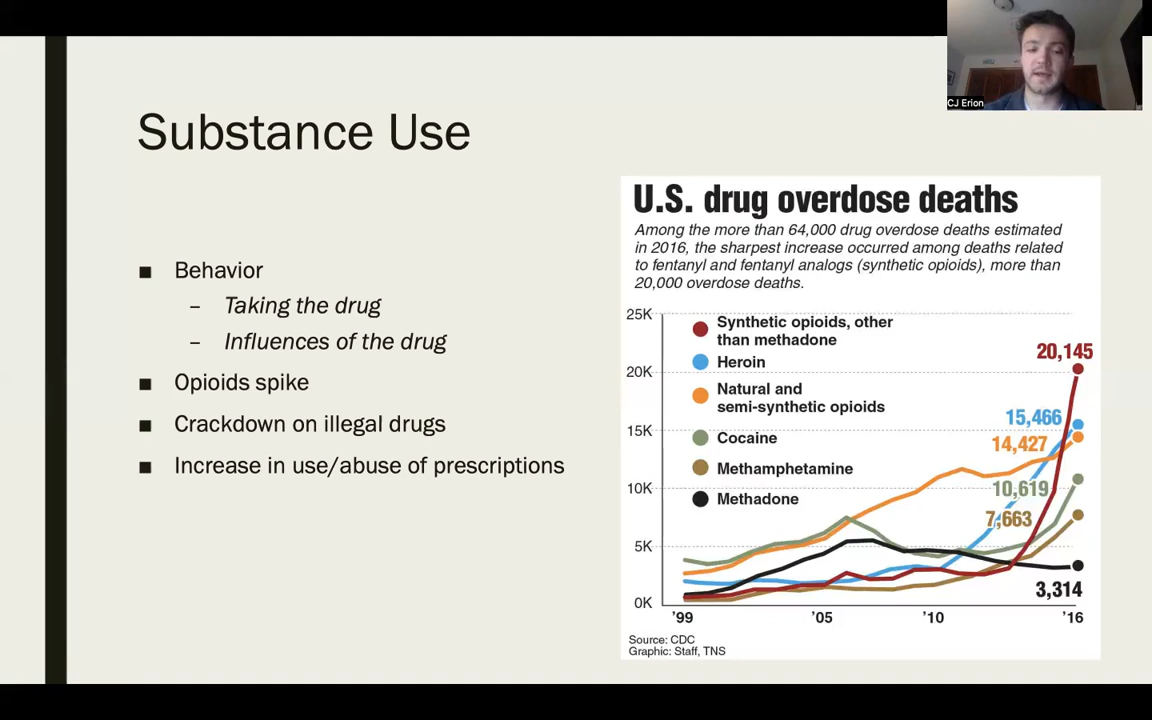 CJ Erion
Substance Use
■ Behavior
– Taking the drug
– Influences of the drug
■ Opioids spike
■ Crackdown on illegal drugs
■ Increase in use/abuse of prescriptions
U.S. drug overdose deaths
Among the more than 64,000 drug overdose deaths estimated
in 2016, the sharpest increase occurred among deaths related
to fentanyl and fentanyl analogs (synthetic opioids), more than
20,000 overdose deaths.
25K
20K
15K
10K
5K
0K
Synthetic opioids, other
than methadone
Heroin
Natural and
semi-synthetic opioids
Cocaine
Methamphetamine
Methadone
20,145
15,466
14,427
10,619
7,663
3,314
’99
’05
’10
’16
Source: CDC
Graphic: Staff, TNS